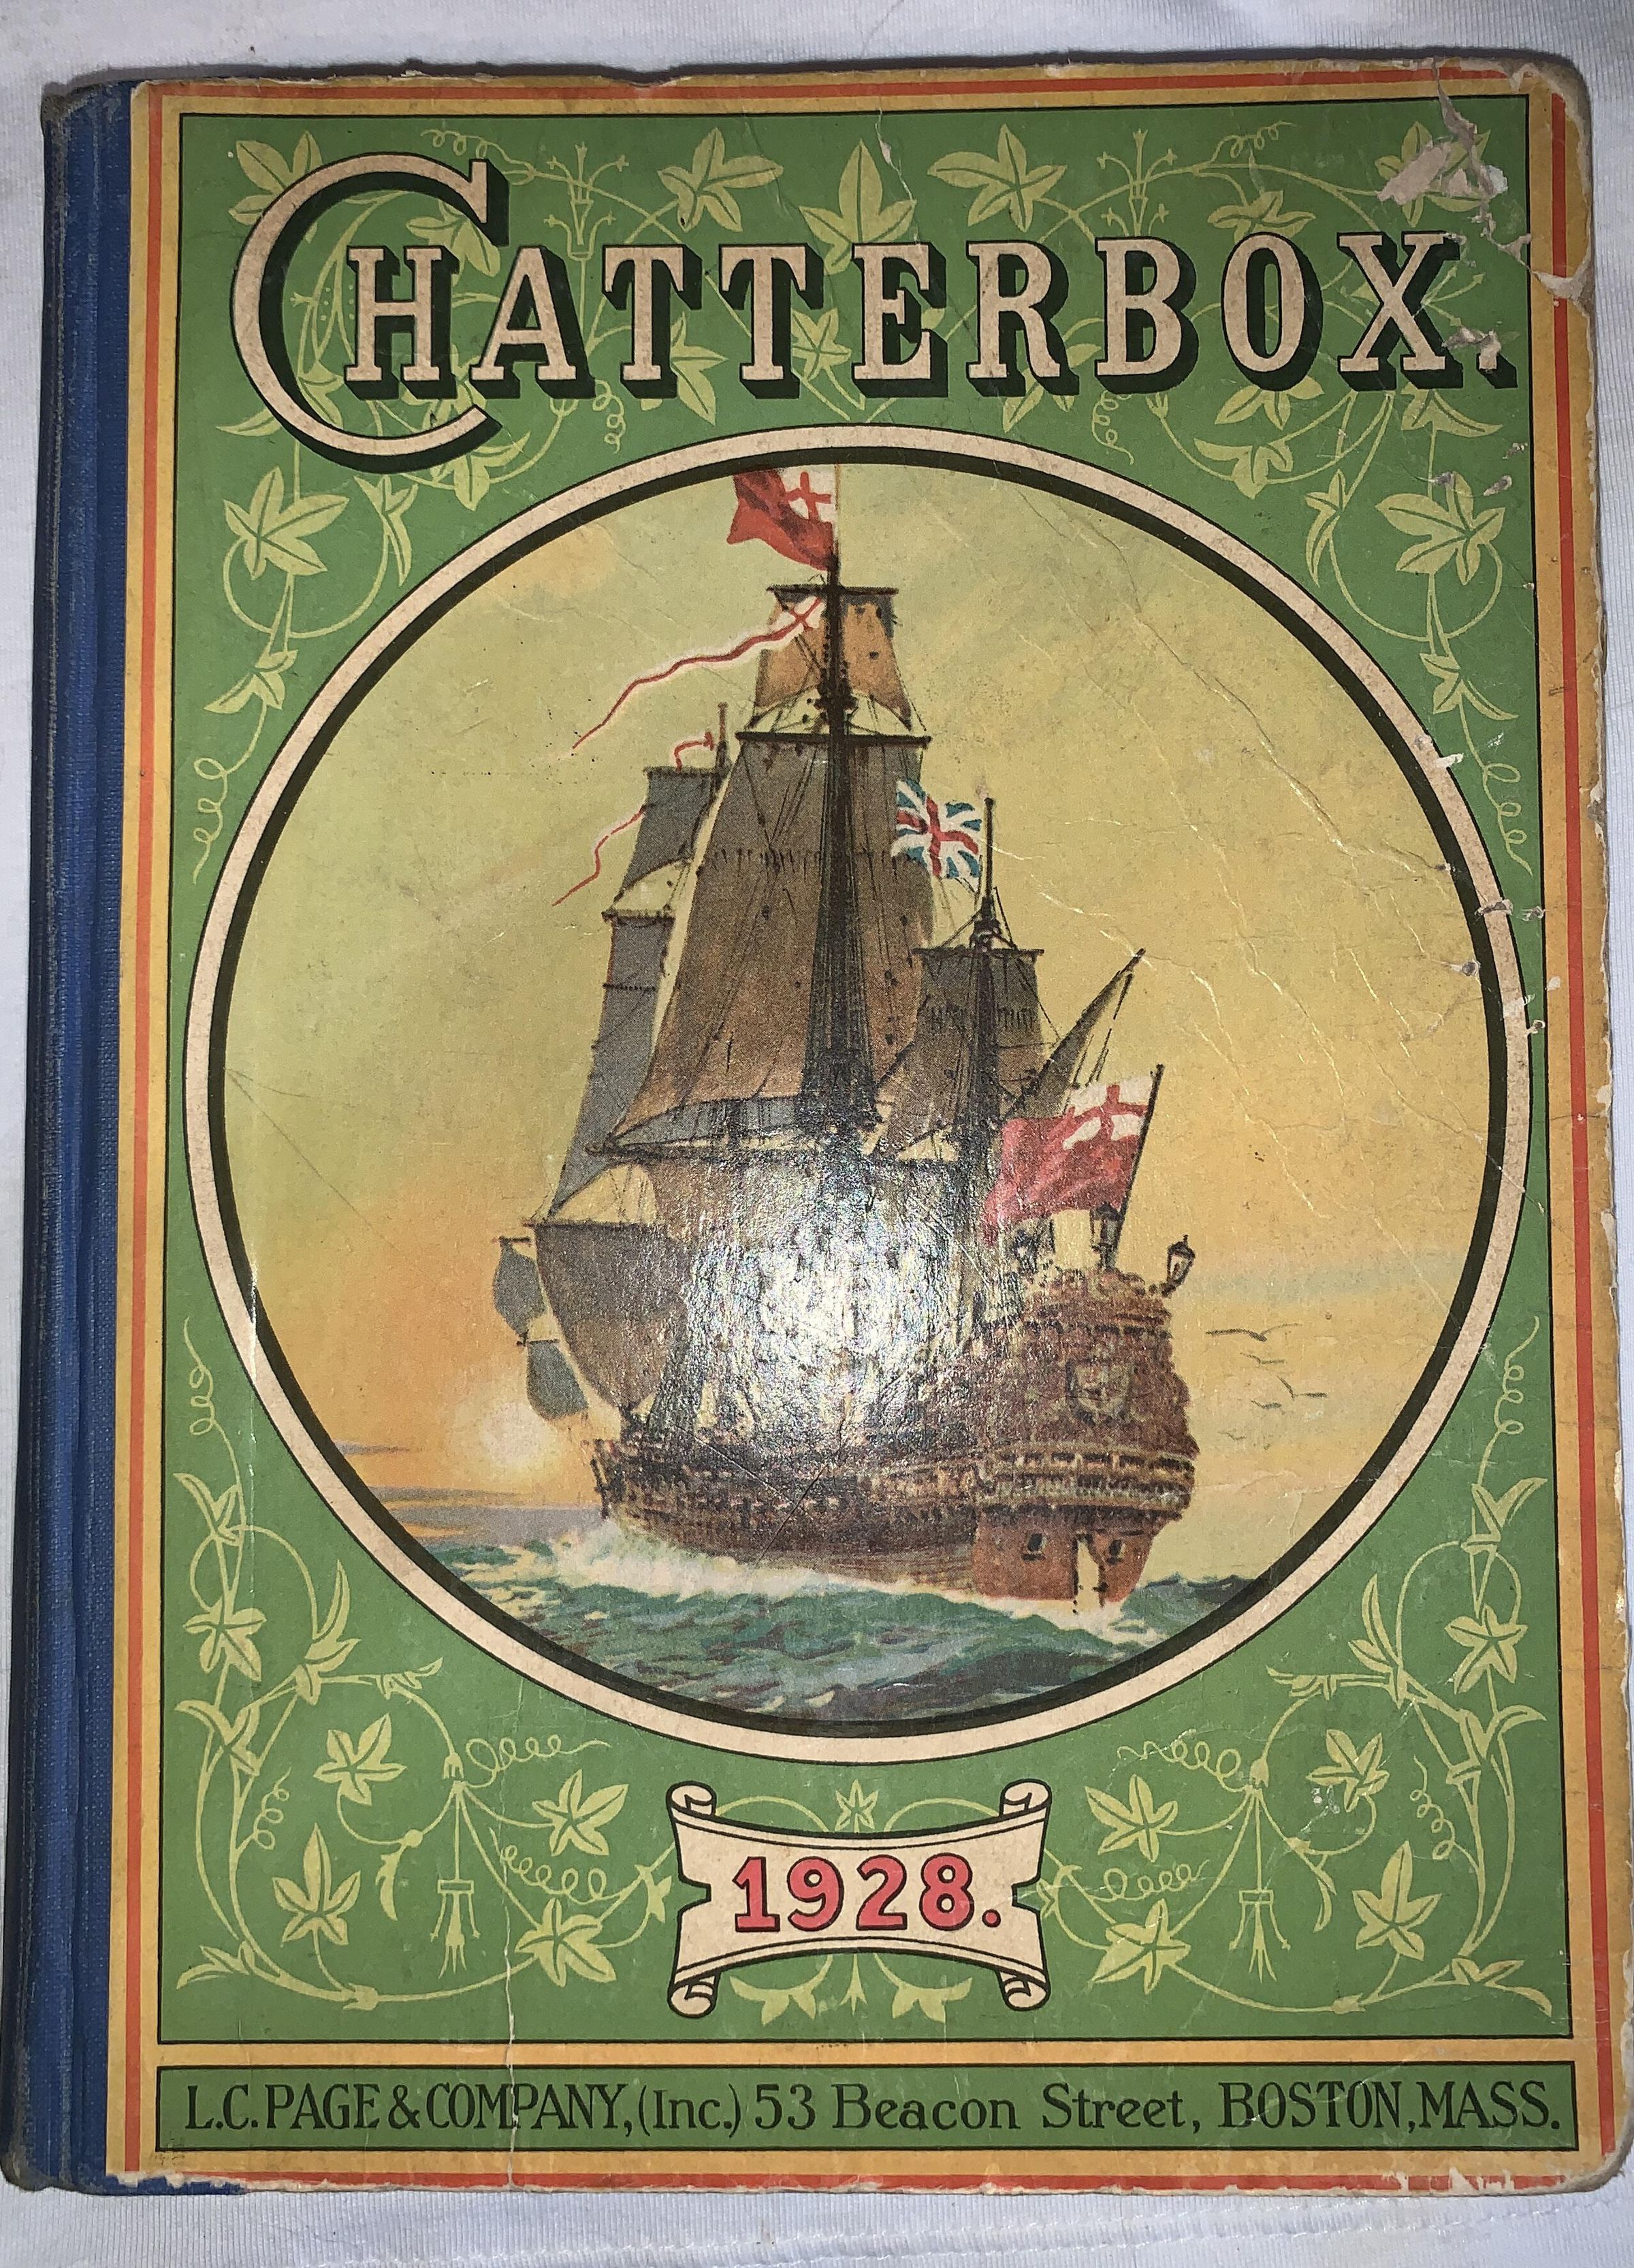 CHATTERBOX.
1928.
L.C. PAGE & COMPANY, (Inc.) 53 Beacon Street, BOSTON, MASS.